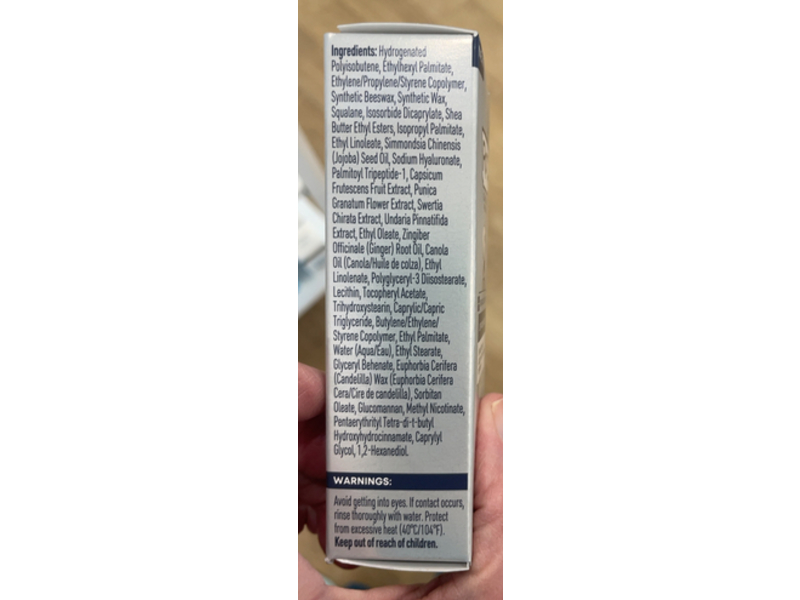 Ingredients: Hydrogenated
Polyisobutene, Ethylhexyl Palmitate,
Ethylene/Propylene/Styrene Copolymer,
Synthetic Beeswax, Synthetic Wax,
Squalane, Isosorbide Dicaprylate, Shea
Butter Ethyl Esters, Isopropyl Palmitate,
Ethyl Linoleate, Simmondsia Chinensis
(Jojoba) Seed Oil, Sodium Hyaluronate,
Palmitoyl Tripeptide-1, Capsicum
Frutescens Fruit Extract, Punica
Granatum Flower Extract, Swertia
Chirata Extract, Undaria Pinnatifida
Extract, Ethyl Oleate, Zingiber
Officinale (Ginger) Root Oil, Canola
Oil (Canola/Huile de colza), Ethyl
Linolenate, Polyglyceryl-3 Diisostearate,
Lecithin, Tocopheryl Acetate,
Trihydroxystearin, Caprylic/Capric
Triglyceride, Butylene/Ethylene/
Styrene Copolymer, Ethyl Palmitate,
Water (Aqua/Eau), Ethyl Stearate,
Glyceryl Behenate, Euphorbia Cerifera
(Candelilla) Wax (Euphorbia Cerifera
Cera/Cire de candelilla), Sorbitan
Oleate, Glucomannan, Methyl Nicotinate,
Pentaerythrityl Tetra-di-t-butyl
Hydroxyhydrocinnamate, Caprylyl
Glycol, 1,2-Hexanediol.
WARNINGS:
Avoid getting into eyes. If contact occurs,
rinse thoroughly with water. Protect
from excessive heat (40°C/104°F).
Keep out of reach of children.